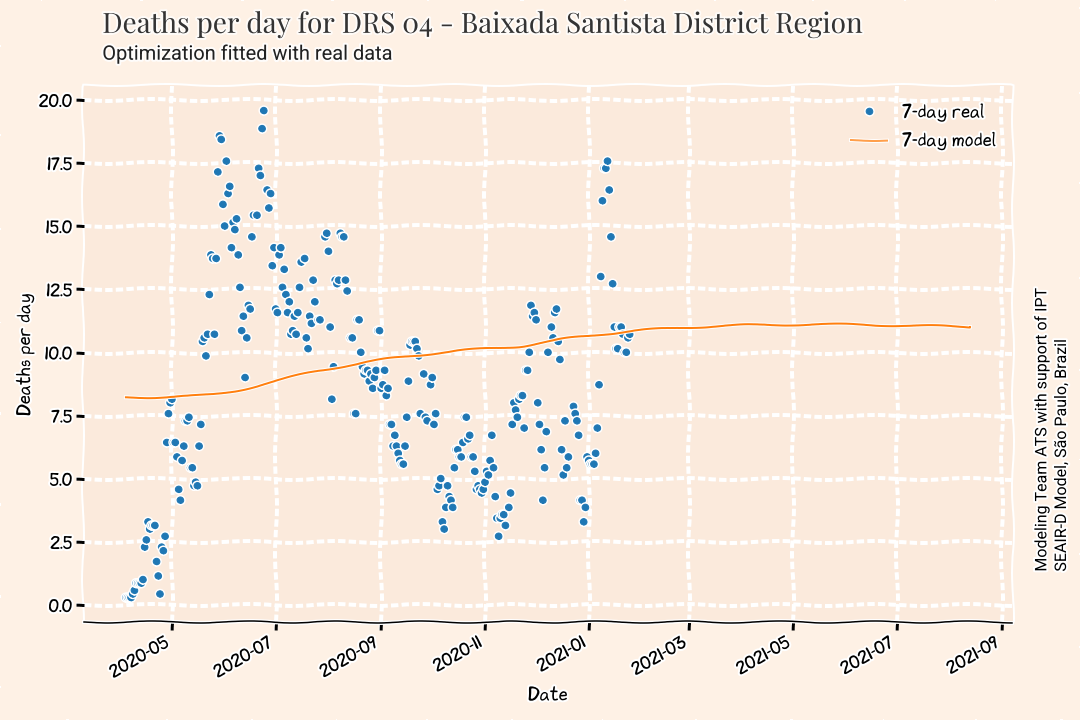 Deaths per day for DRS 04 - Baixada Santista District Region
Optimization fitted with real data
7-day real
7-day model
Deaths per day
20.0
17.5
15.0
12.5
10.0
7.5
5.0
2.5
0.0
2020-05
2020-07
2020-09
2020-11
2021-01
2021-03
2021-05
2021-07
2021-09
Date
Modeling Team ATS with support of IPT
SEAIR-D Model, São Paulo, Brazil